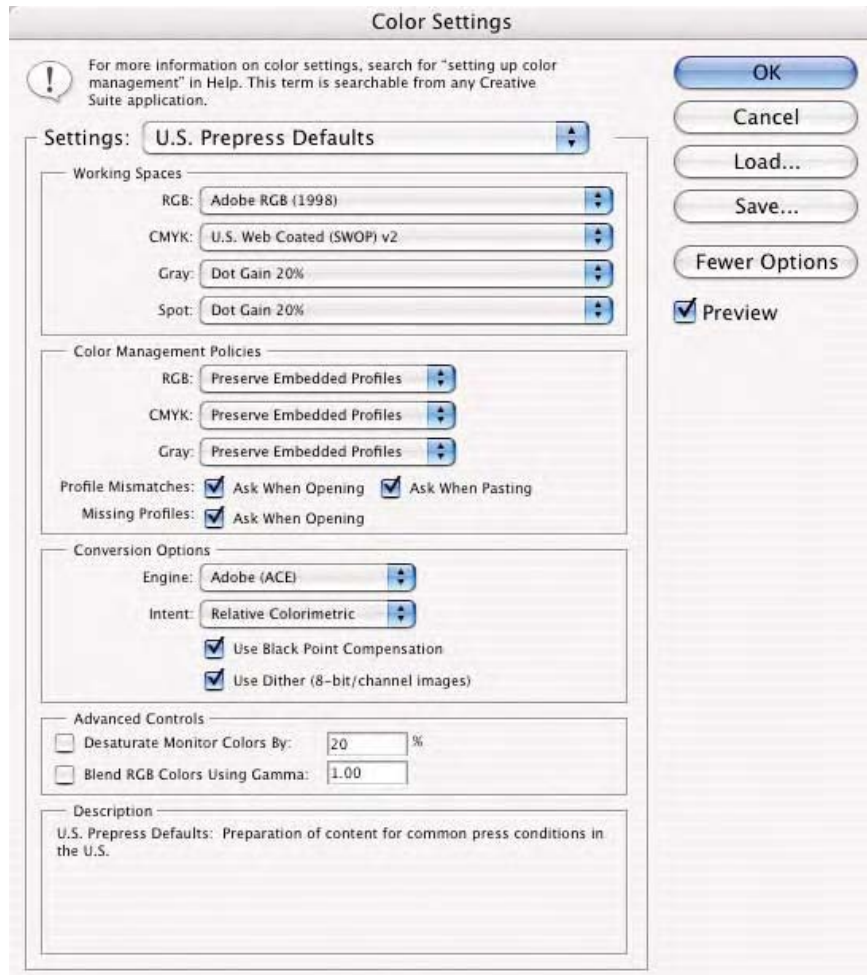 Color Settings
For more information on color settings, search for “setting up color
management” in Help. This term is searchable from any Creative
Suite application.
Settings: U.S. Prepress Defaults
Working Spaces
RGB: Adobe RGB (1998)
CMYK: U.S. Web Coated (SWOP) v2
Gray: Dot Gain 20%
Spot: Dot Gain 20%
Color Management Policies
RGB: Preserve Embedded Profiles
CMYK: Preserve Embedded Profiles
Gray: Preserve Embedded Profiles
Profile Mismatches: Ask When Opening Ask When Pasting
Missing Profiles: Ask When Opening
Conversion Options
Engine: Adobe (ACE)
Intent: Relative Colorimetric
Use Black Point Compensation
Use Dither (8-bit/channel images)
Advanced Controls
Desaturate Monitor Colors By: 20 %
Blend RGB Colors Using Gamma: 1.00
Description
U.S. Prepress Defaults: Preparation of content for common press conditions in
the U.S.
OK
Cancel
Load...
Save...
Fewer Options
Preview